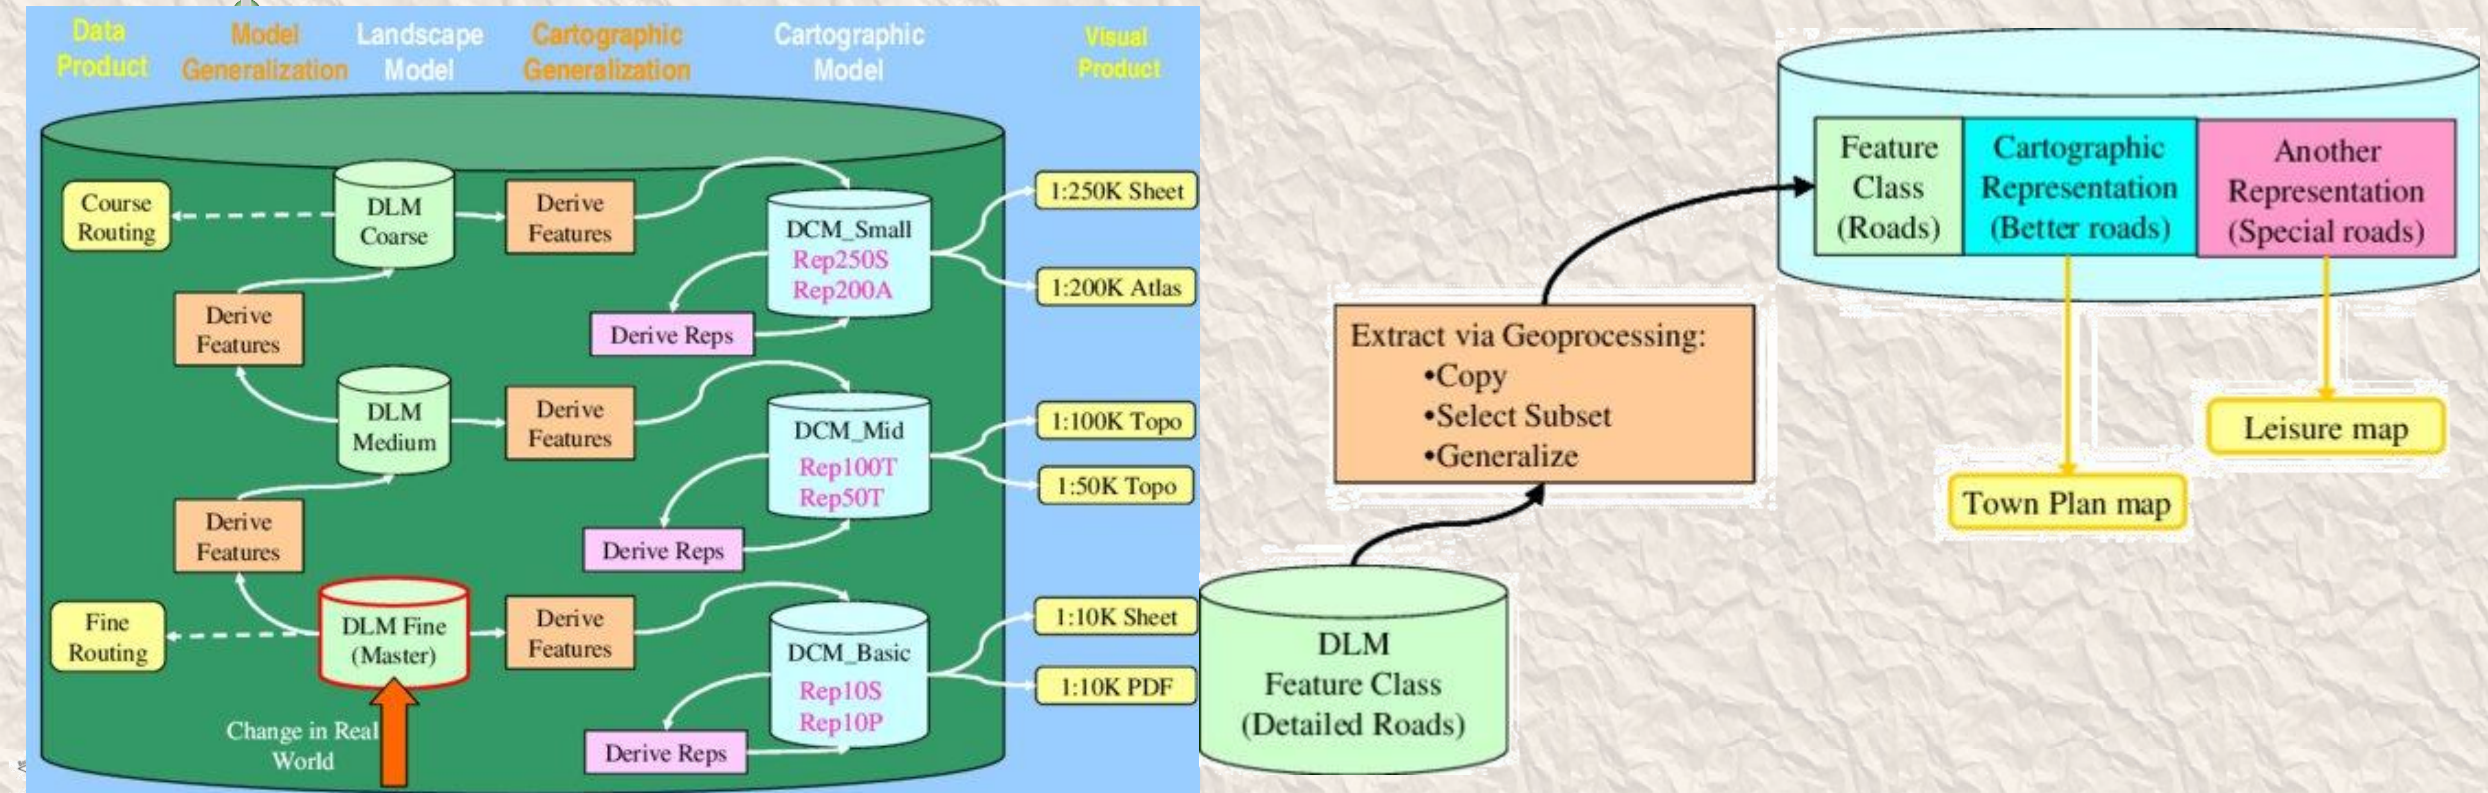 Data
Product
Model
Generalization
Landscape
Model
Cartographic
Generalization
Cartographic
Model
Visual
Product
Course
Routing
DLM
Coarse
Derive
Features
DCM_Small
Rep250S
Rep200A
1:250K Sheet
1:200K Atlas
Derive
Features
Derive Reps
DLM
Medium
Derive
Features
DCM_Mid
Rep100T
Rep50T
1:100K Topo
1:50K Topo
Derive
Features
Derive Reps
Fine
Routing
DLM Fine
(Master)
Derive
Features
DCM_Basic
Rep10S
Rep10P
1:10K Sheet
1:10K PDF
Change in Real
World
Derive Reps
Feature
Class
(Roads)
Cartographic
Representation
(Better roads)
Another
Representation
(Special roads)
Extract via Geoprocessing:
•Copy
•Select Subset
•Generalize
Leisure map
Town Plan map
DLM
Feature Class
(Detailed Roads)